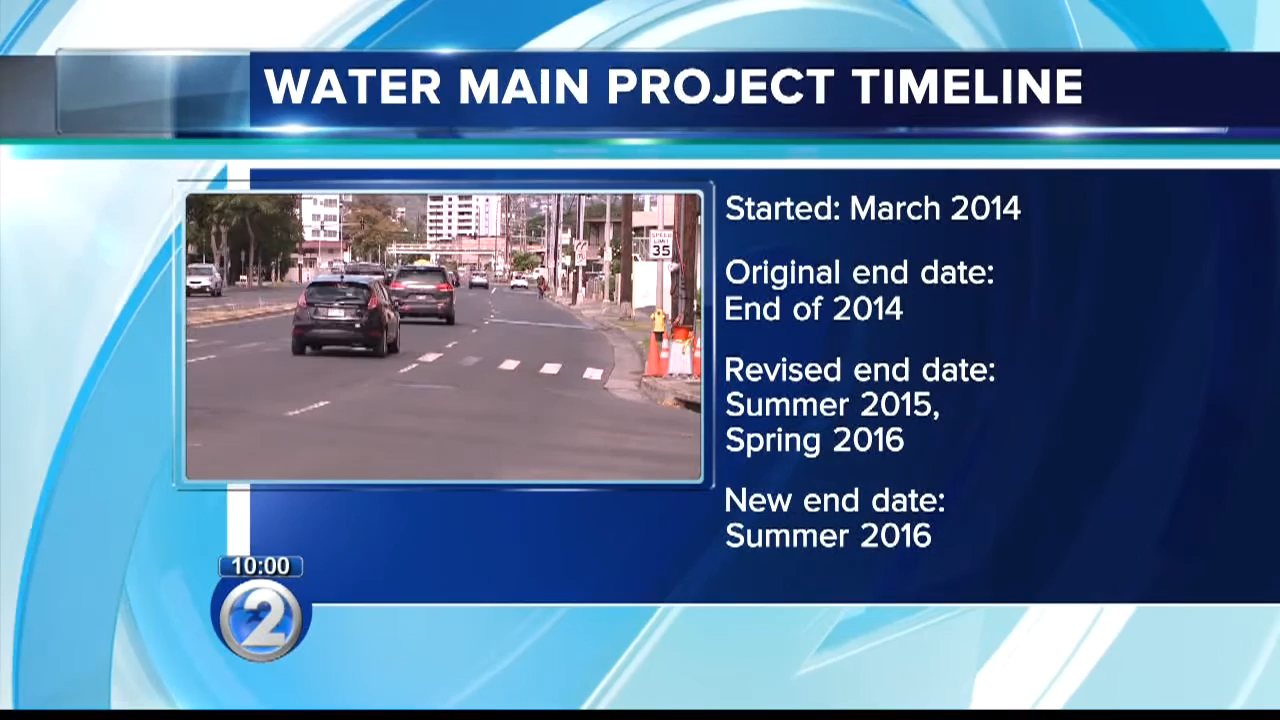 WATER MAIN PROJECT TIMELINE
Started: March 2014
Original end date:
End of 2014
Revised end date:
Summer 2015,
Spring 2016
New end date:
Summer 2016
SPEED
LIMIT
35
10:00
2